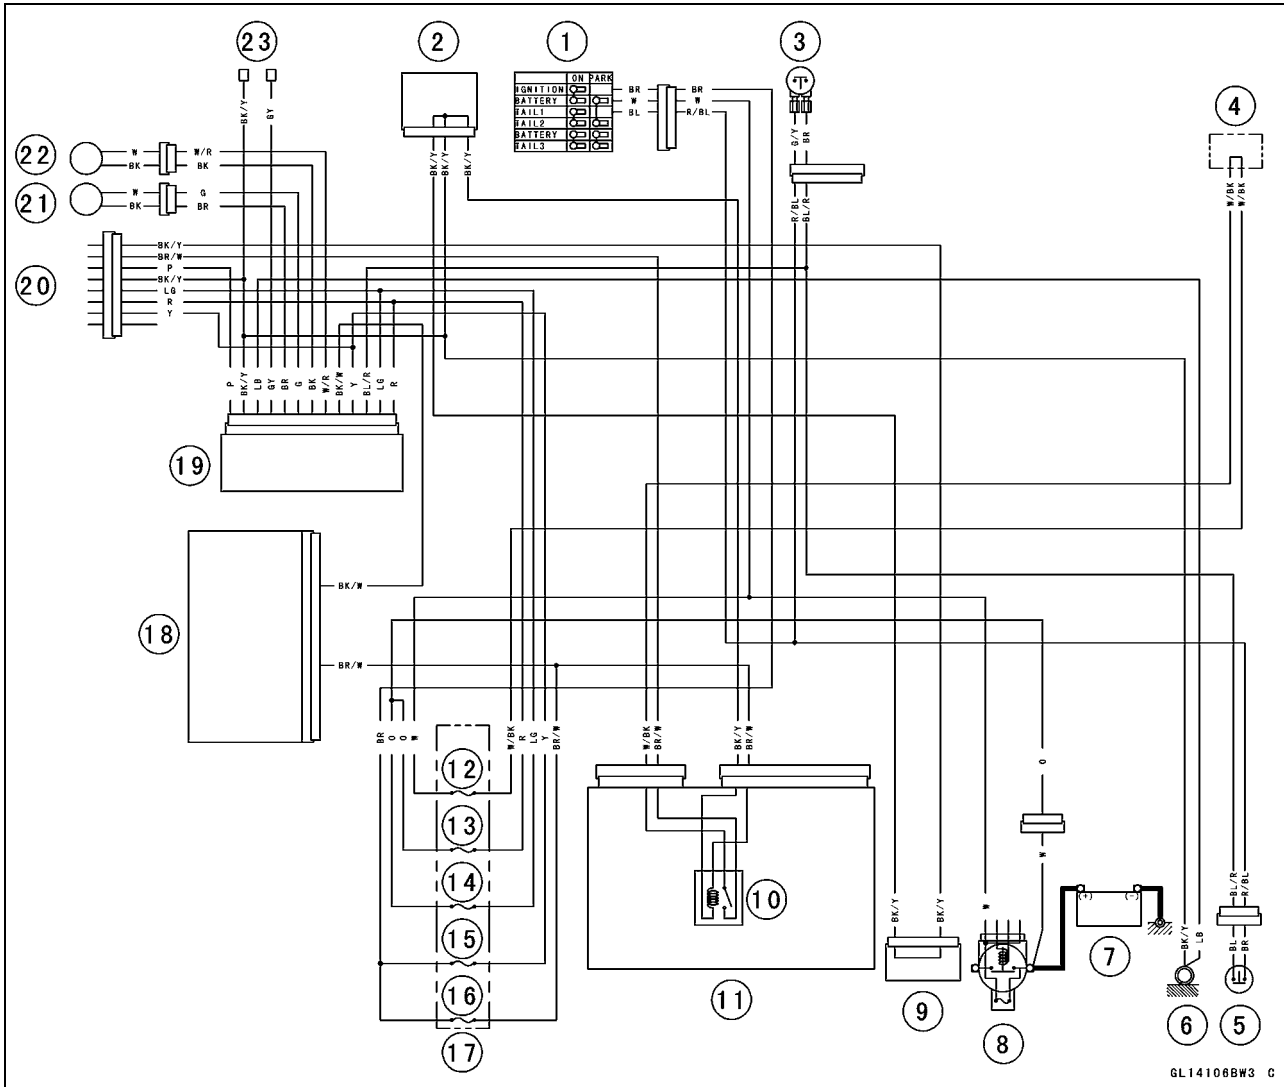 23
2
1
3
4
ON PARK
IGNITION
BATTERY
TAIL1
TAIL2
BATTERY
TAIL3
BR
W
BL
BR
W
R/BL
BK/Y
GY
G/Y
BR
22
W
BK
W/R
BK
21
W
BK
G
BR
BK/Y
BK/Y
BK/Y
R/BL
BL/R
W/BK
W/BK
20
BK/Y
BR/W
P
BK/Y
LG
R
Y
P
BK/Y
LB
GY
BR
G
BK
W/R
BK/W
Y
BL/R
LG
R
19
18
BK/W
BR/W
BR
O
O
W
W/BK
R
LG
Y
BR/W
W/BK
BR/W
BK/Y
BR/W
O
W
12
13
14
15
16
17
10
11
BK/Y
BK/Y
W
(+)
(-)
BK/Y
LB
BL/R
R/BL
BL
BR
7
9
8
6
5
GL14106BW3 C